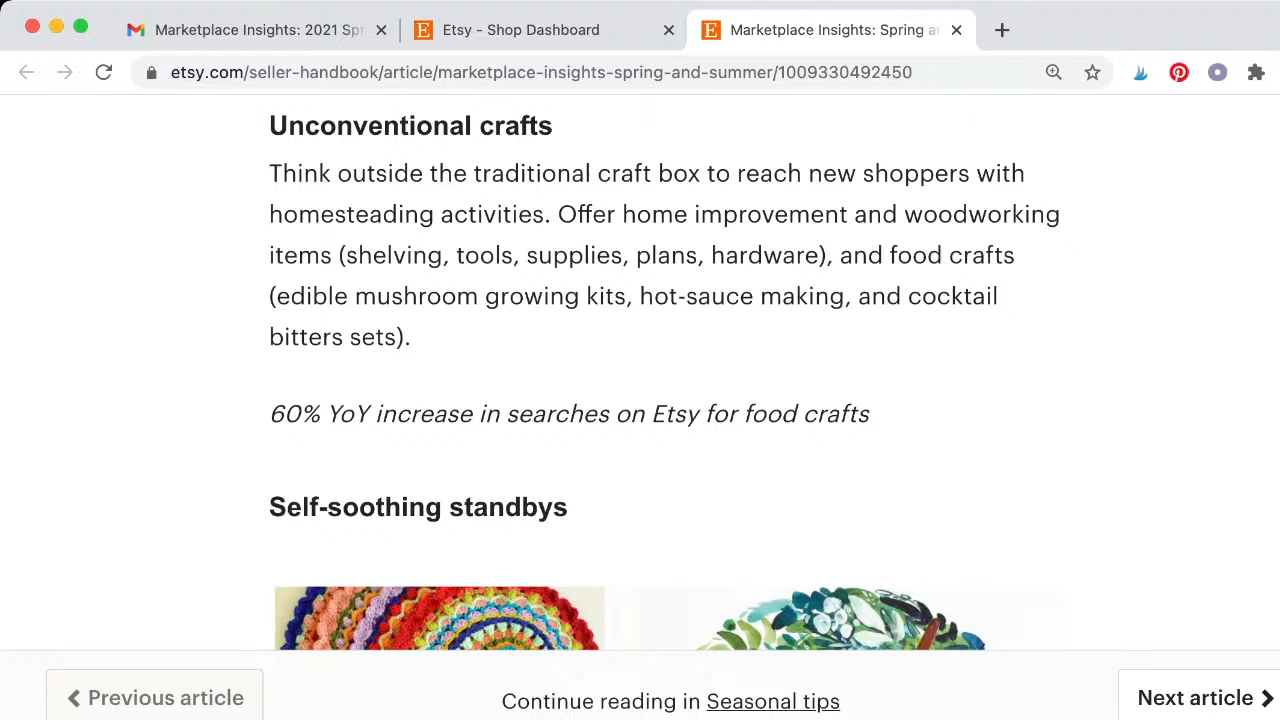 Marketplace Insights: 2021 Spr
Etsy - Shop Dashboard
Marketplace Insights: Spring a
etsy.com/seller-handbook/article/marketplace-insights-spring-and-summer/1009330492450
Unconventional crafts
Think outside the traditional craft box to reach new shoppers with
homesteading activities. Offer home improvement and woodworking
items (shelving, tools, supplies, plans, hardware), and food crafts
(edible mushroom growing kits, hot-sauce making, and cocktail
bitters sets).
60% YoY increase in searches on Etsy for food crafts
Self-soothing standbys
Previous article
Continue reading in Seasonal tips
Next article